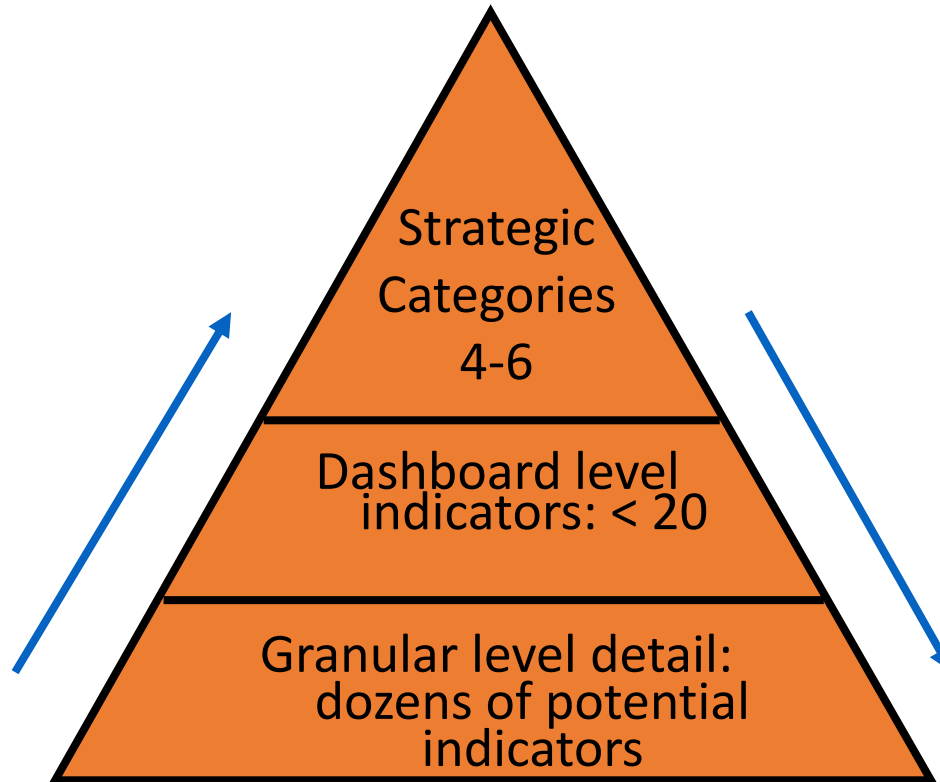 Strategic
Categories
4-6
Dashboard level
indicators: < 20
Granular level detail:
dozens of potential
indicators